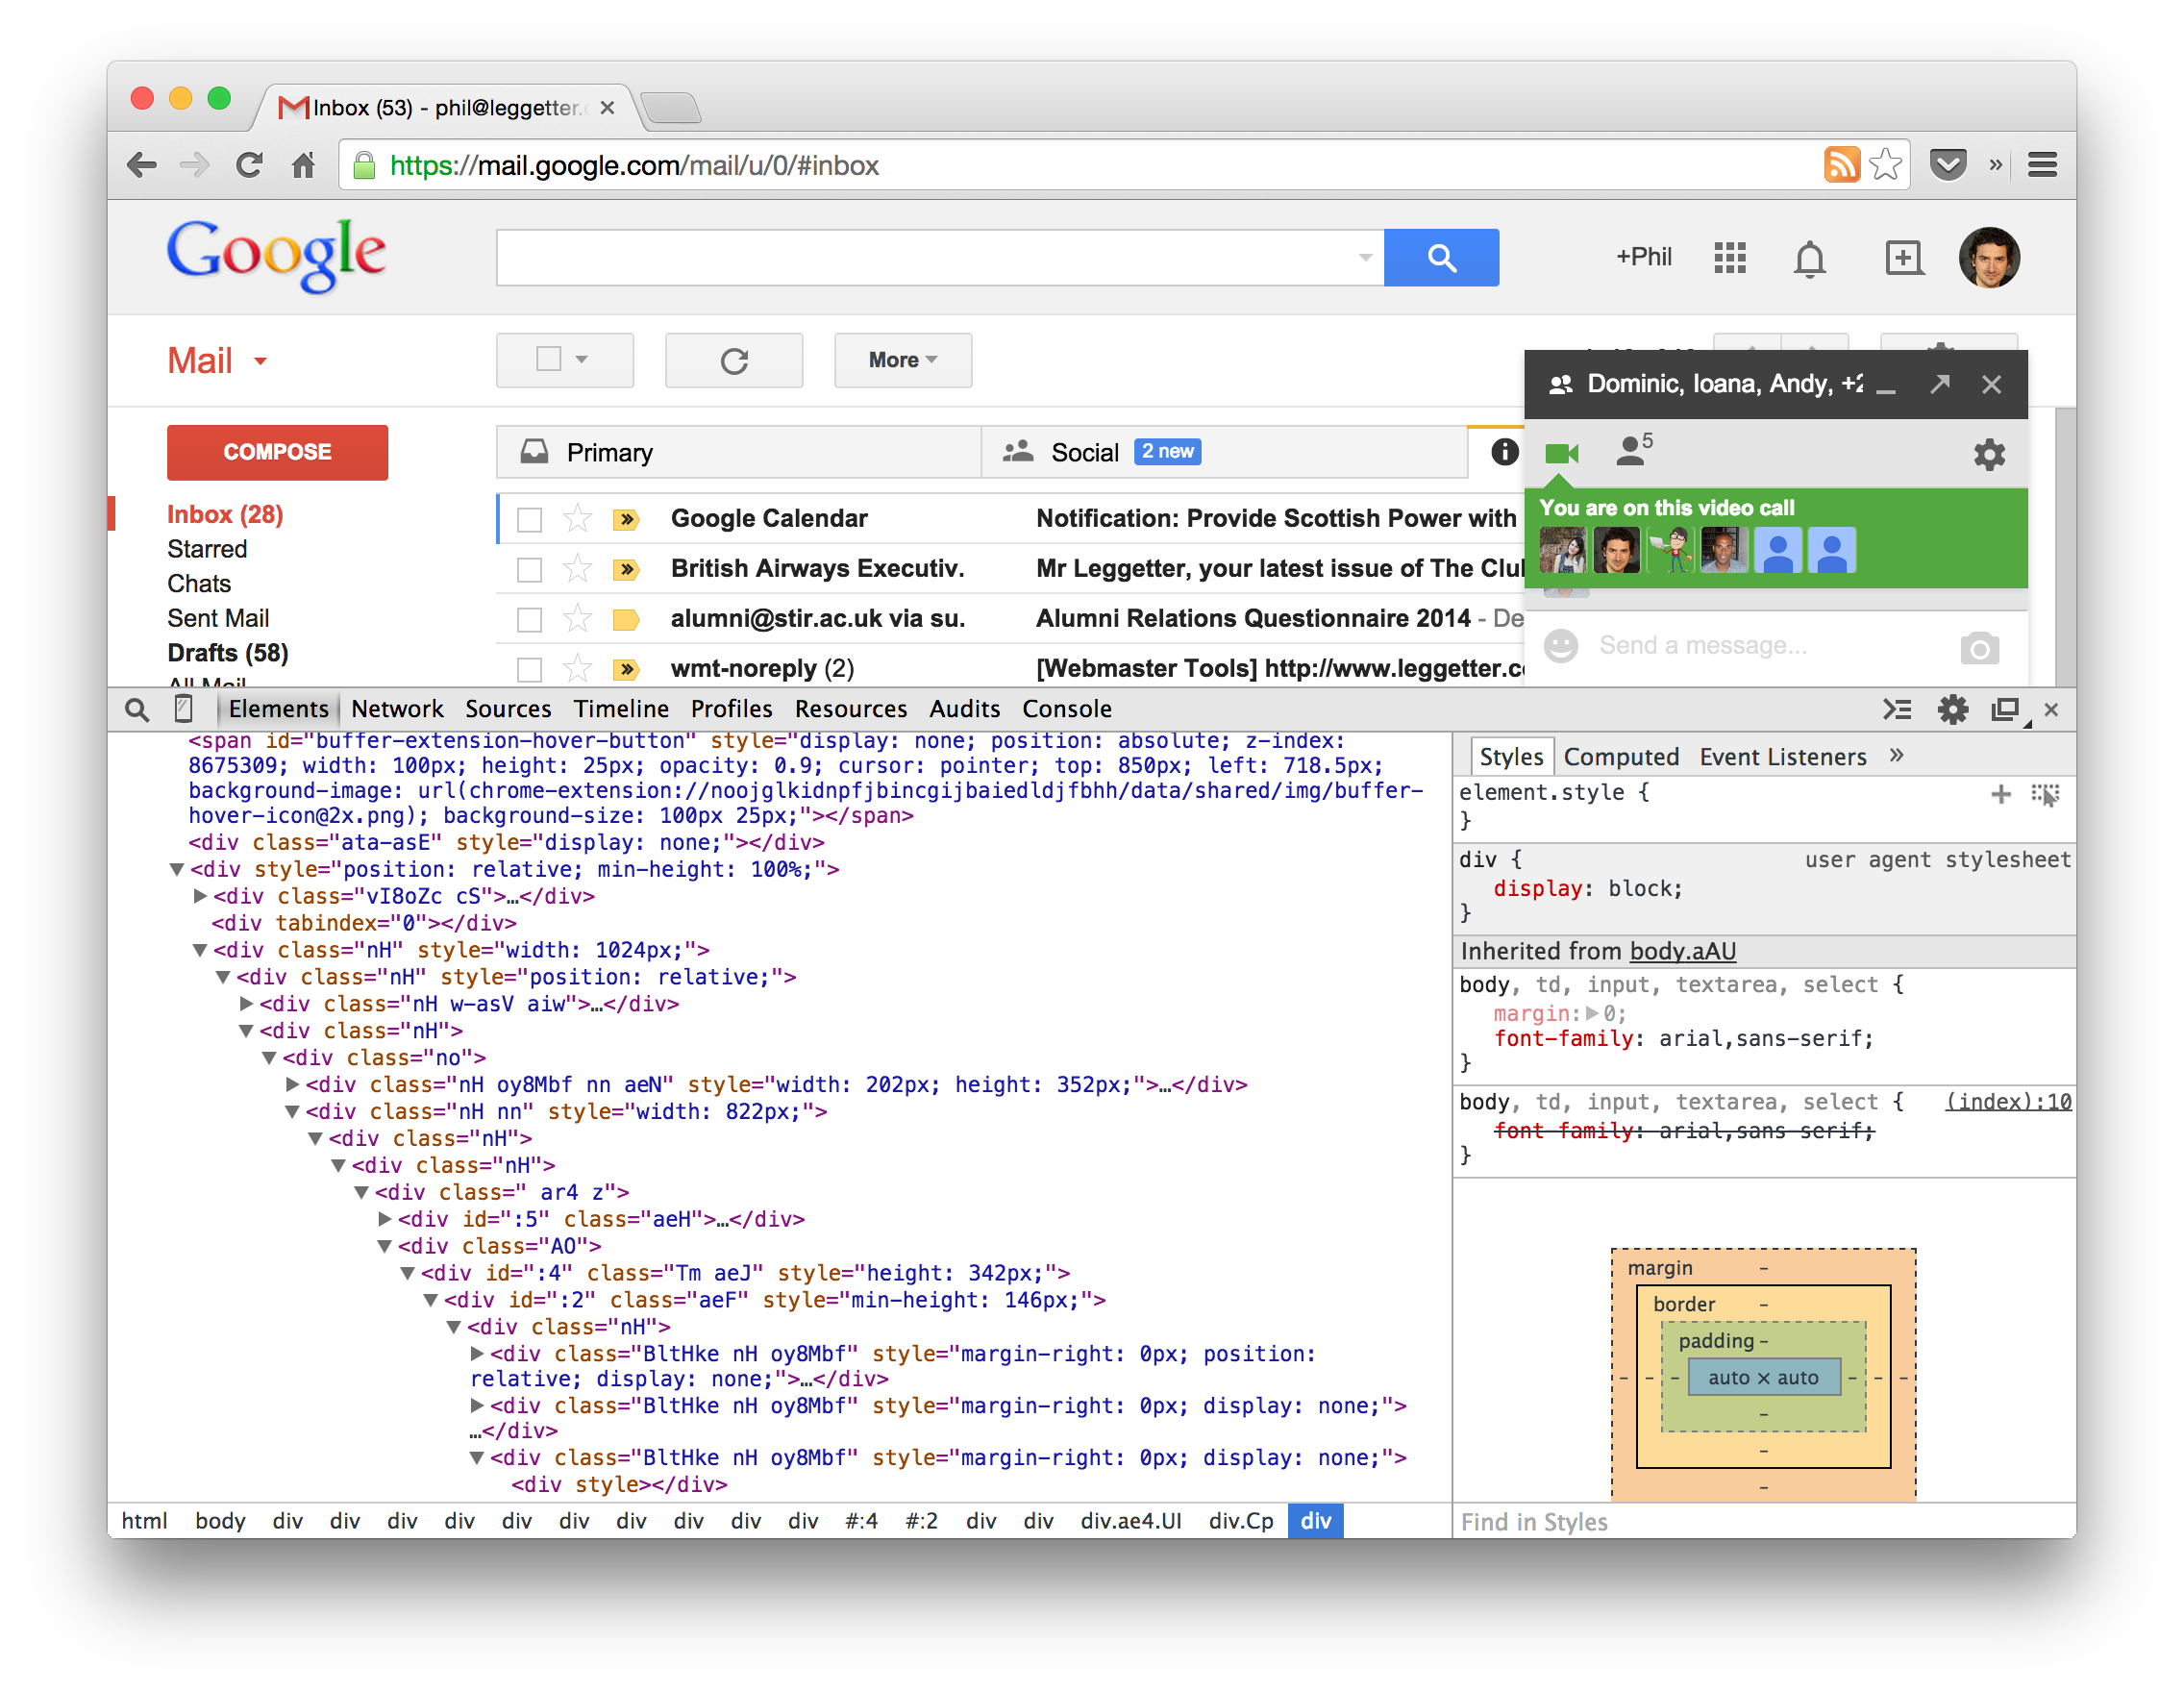 Inbox (53) - phil@leggetter.
https://mail.google.com/mail/u/0/#inbox
Google
+Phil
Mail
More
Dominic, Ioana, Andy, +2
COMPOSE
Primary
Social 2 new
5
You are on this video call
Inbox (28)
Starred
Chats
Sent Mail
Drafts (58)
All Mail
Google Calendar Notification: Provide Scottish Power with
British Airways Executiv. Mr Leggetter, your latest issue of The Clu
alumni@stir.ac.uk via su. Alumni Relations Questionnaire 2014 - De
wmt-noreply (2) [Webmaster Tools] http://www.leggetter.c
Send a message...
Elements Network Sources Timeline Profiles Resources Audits Console
<span id="buffer-extension-hover-button" style="display: none; position: absolute; z-index:
8675309; width: 100px; height: 25px; opacity: 0.9; cursor: pointer; top: 850px; left: 718.5px;
background-image: url(chrome-extension://noojglkidnpfjbincgijbaiedldjfbhh/data/shared/img/buffer-
hover-icon@2x.png); background-size: 100px 25px;"></span>
<div class="ata-asE" style="display: none;"></div>
<div style="position: relative; min-height: 100%;">
<div class="vI8oZc cS">…</div>
<div tabindex="0"></div>
<div class="nH" style="width: 1024px;">
<div class="nH" style="position: relative;">
<div class="nH w-asV aiw">…</div>
<div class="nH">
<div class="no">
<div class="nH oy8Mbf nn aeN" style="width: 202px; height: 352px;">…</div>
<div class="nH nn" style="width: 822px;">
<div class="nH">
<div class="nH">
<div class=" ar4 z">
<div id=":5" class="aeH">…</div>
<div class="AO">
<div id=":4" class="Tm aeJ" style="height: 342px;">
<div id=":2" class="aeF" style="min-height: 146px;">
<div class="nH">
<div class="BltHke nH oy8Mbf" style="margin-right: 0px; position:
relative; display: none;">…</div>
<div class="BltHke nH oy8Mbf" style="margin-right: 0px; display: none;">
…</div>
<div class="BltHke nH oy8Mbf" style="margin-right: 0px; display: none;">
<div style></div>
html body div div div div div div div div div div #:4 #:2 div div div.ae4.UI div.Cp div
Styles Computed Event Listeners »
element.style {
}
div { user agent stylesheet
display: block;
}
Inherited from body.aAU
body, td, input, textarea, select {
margin: 0;
font-family: arial,sans-serif;
}
body, td, input, textarea, select { (index):10
font-family: arial,sans-serif;
}
margin -
border -
padding -
- - - auto × auto - - -
-
-
-
Find in Styles